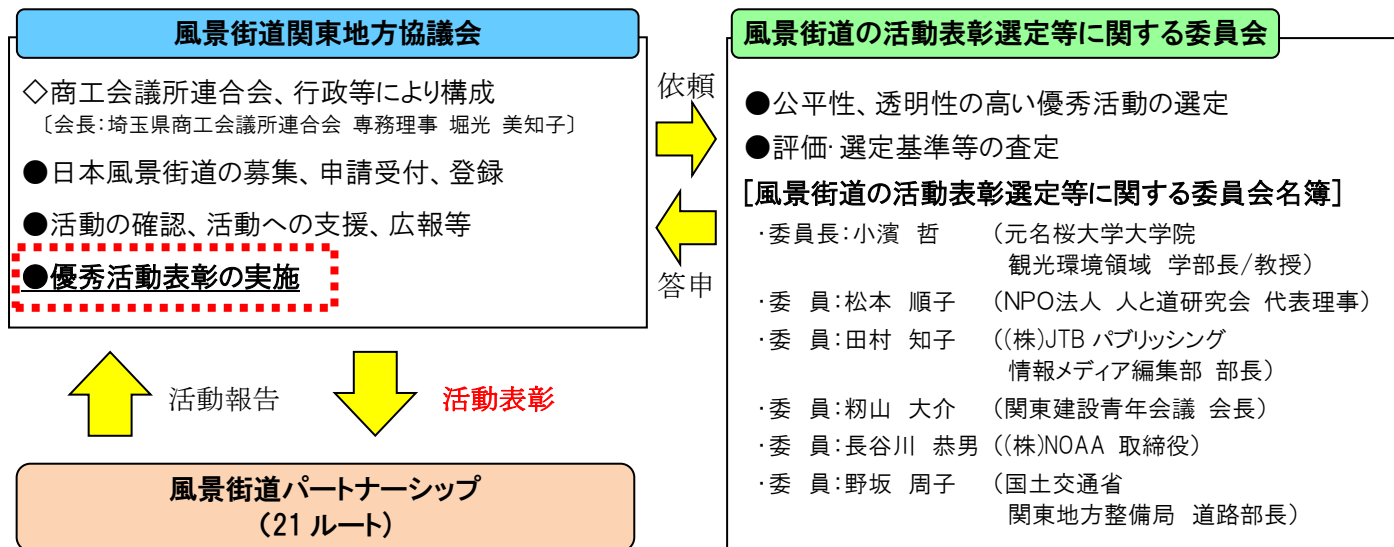 風景街道関東地方協議会
◇商工会議所連合会、行政等により構成
〔会長:埼玉県商工会議所連合会 専務理事 堀光 美知子〕
●日本風景街道の募集、申請受付、登録
●活動の確認、活動への支援、広報等
●優秀活動表彰の実施
依頼
答申
活動報告
活動表彰
風景街道パートナーシップ
(21 ルート)
風景街道の活動表彰選定等に関する委員会
●公平性、透明性の高い優秀活動の選定
●評価・選定基準等の査定
[風景街道の活動表彰選定等に関する委員会名簿]
・委員長:小濱 哲 (元名桜大学大学院
観光環境領域 学部長/教授)
・委 員:松本 順子 (NPO法人 人と道研究会 代表理事)
・委 員:田村 知子 ((株)JTB パブリッシング
情報メディア編集部 部長)
・委 員:籾山 大介 (関東建設青年会議 会長)
・委 員:長谷川 恭男 ((株)NOAA 取締役)
・委 員:野坂 周子 (国土交通省
関東地方整備局 道路部長)